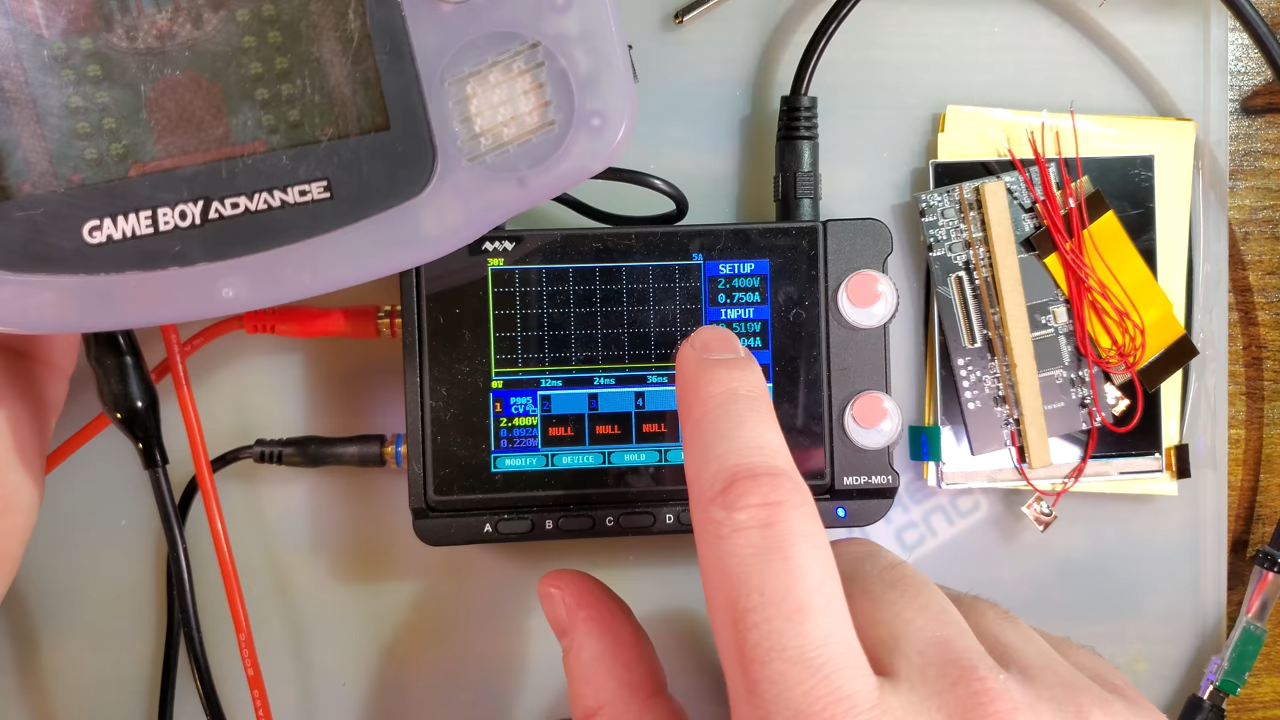 GAME BOY ADVANCE
30V
5A
SETUP
2.400V
0.750A
INPUT
0V
12ms
24ms
36ms
1
P905
CV
2.400V
0.092A
0.220W
2
3
4
NULL
NULL
NULL
MODIFY
DEVICE
HOLD
MDP-M01
A
B
C
D
cnc